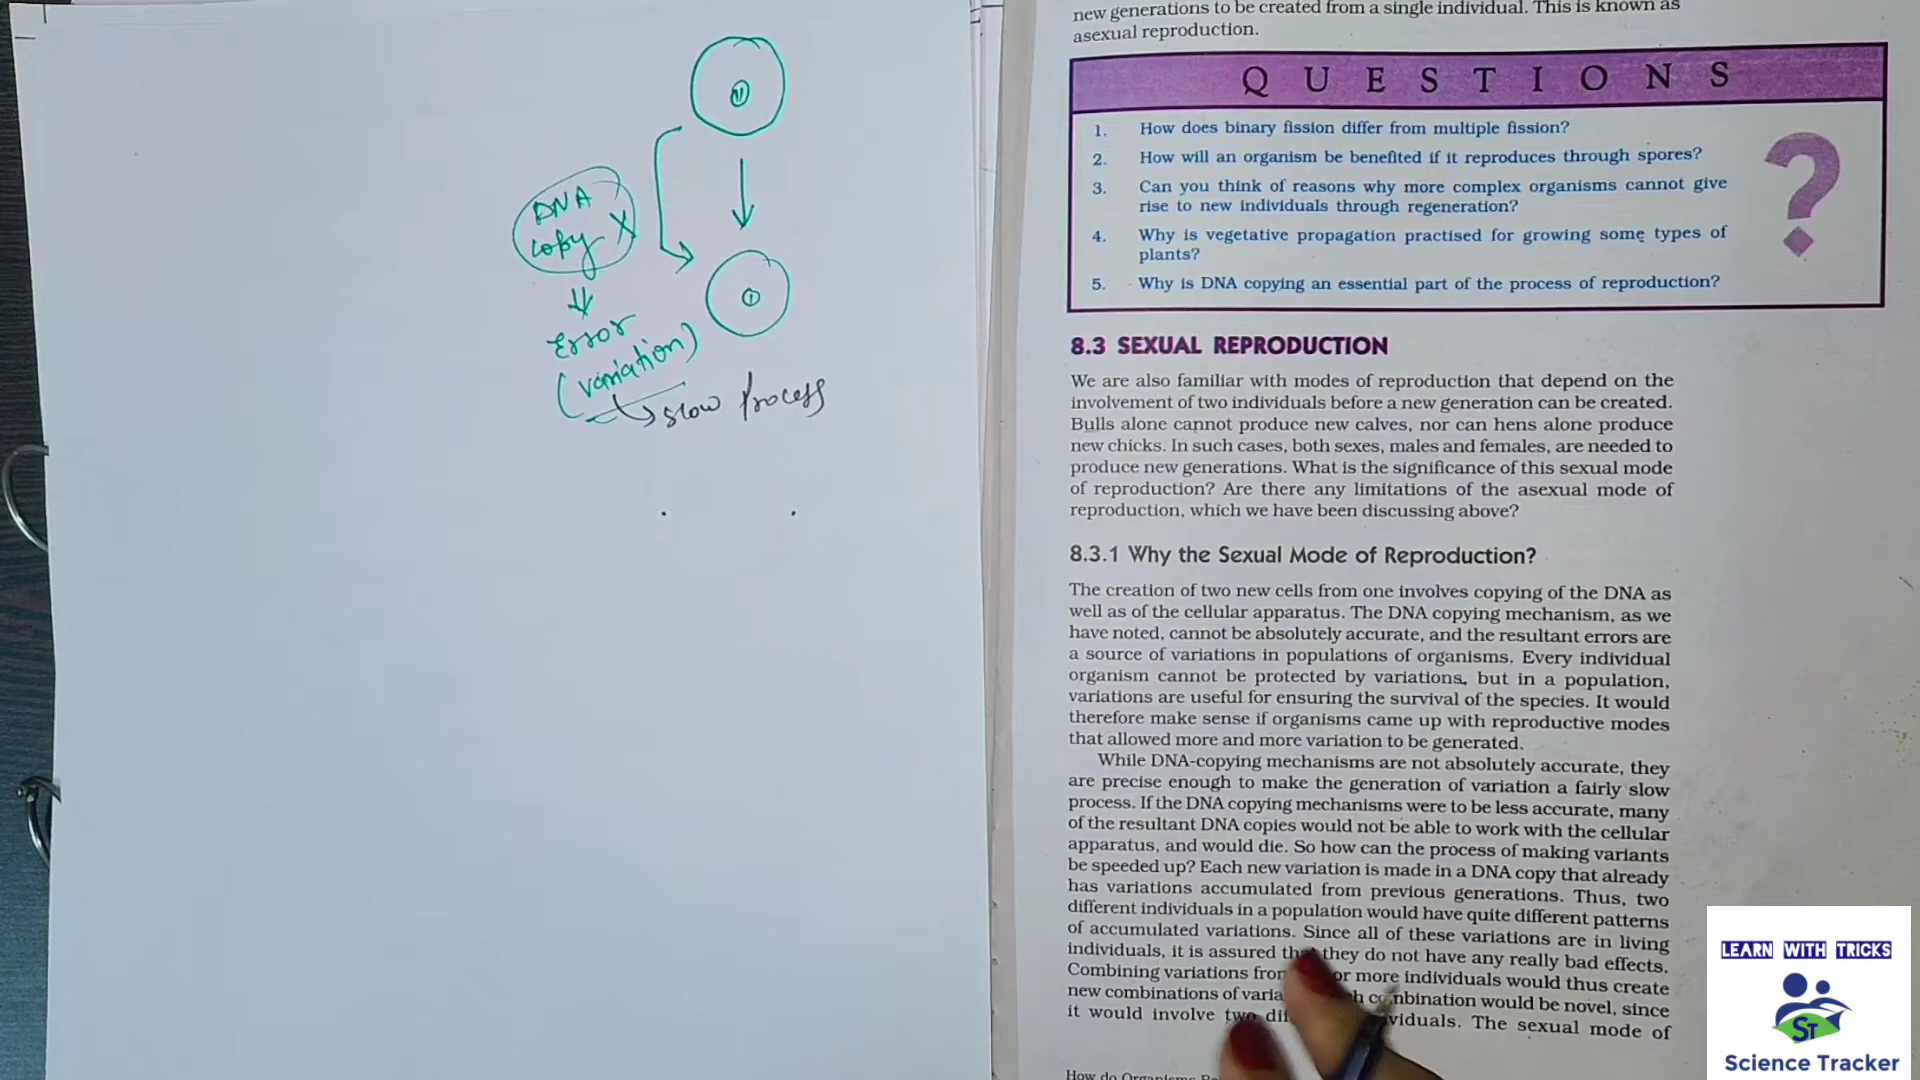 DNA
copy X
Error
(variation)
slow process
new generations to be created from a single individual. This is known as
asexual reproduction.
QUESTIONS
1. How does binary fission differ from multiple fission?
2. How will an organism be benefited if it reproduces through spores?
3. Can you think of reasons why more complex organisms cannot give
rise to new individuals through regeneration?
4. Why is vegetative propagation practised for growing some types of
plants?
5. Why is DNA copying an essential part of the process of reproduction?
?
8.3 SEXUAL REPRODUCTION
We are also familiar with modes of reproduction that depend on the
involvement of two individuals before a new generation can be created.
Bulls alone cannot produce new calves, nor can hens alone produce
new chicks. In such cases, both sexes, males and females, are needed to
produce new generations. What is the significance of this sexual mode
of reproduction? Are there any limitations of the asexual mode of
reproduction, which we have been discussing above?
8.3.1 Why the Sexual Mode of Reproduction?
The creation of two new cells from one involves copying of the DNA as
well as of the cellular apparatus. The DNA copying mechanism, as we
have noted, cannot be absolutely accurate, and the resultant errors are
a source of variations in populations of organisms. Every individual
organism cannot be protected by variations, but in a population,
variations are useful for ensuring the survival of the species. It would
therefore make sense if organisms came up with reproductive modes
that allowed more and more variation to be generated.
While DNA-copying mechanisms are not absolutely accurate, they
are precise enough to make the generation of variation a fairly slow
process. If the DNA copying mechanisms were to be less accurate, many
of the resultant DNA copies would not be able to work with the cellular
apparatus, and would die. So how can the process of making variants
be speeded up? Each new variation is made in a DNA copy that already
has variations accumulated from previous generations. Thus, two
different individuals in a population would have quite different patterns
of accumulated variations. Since all of these variations are in living
individuals, it is assured that they do not have any really bad effects.
Combining variations from or more individuals would thus create
new combinations of combination would be novel, since
it would involve two The sexual mode of
How do Organisms
LEARN WITH TRICKS
ST
Science Tracker